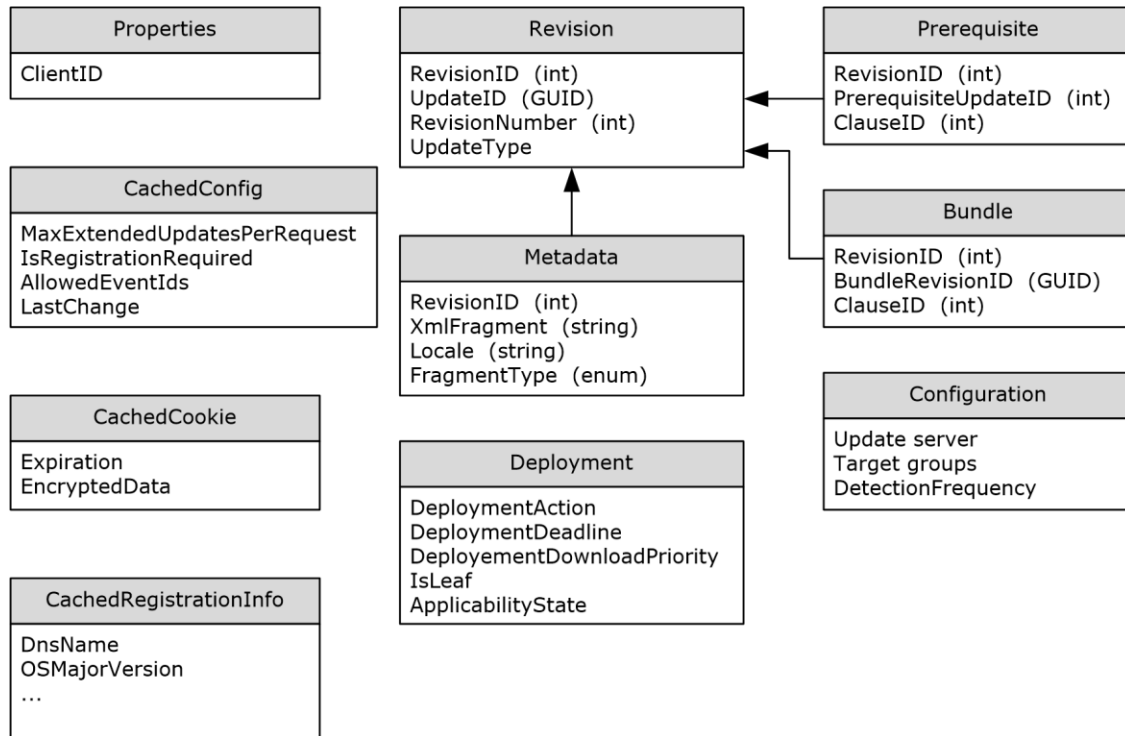 Properties
ClientID
CachedConfig
MaxExtendedUpdatesPerRequest
IsRegistrationRequired
AllowedEventIds
LastChange
CachedCookie
Expiration
EncryptedData
CachedRegistrationInfo
DnsName
OSMajorVersion
...
Revision
RevisionID (int)
UpdateID (GUID)
RevisionNumber (int)
UpdateType
Metadata
RevisionID (int)
XmlFragment (string)
Locale (string)
FragmentType (enum)
Deployment
DeploymentAction
DeploymentDeadline
DeployementDownloadPriority
IsLeaf
ApplicabilityState
Prerequisite
RevisionID (int)
PrerequisiteUpdateID (int)
ClauseID (int)
Bundle
RevisionID (int)
BundleRevisionID (GUID)
ClauseID (int)
Configuration
Update server
Target groups
DetectionFrequency